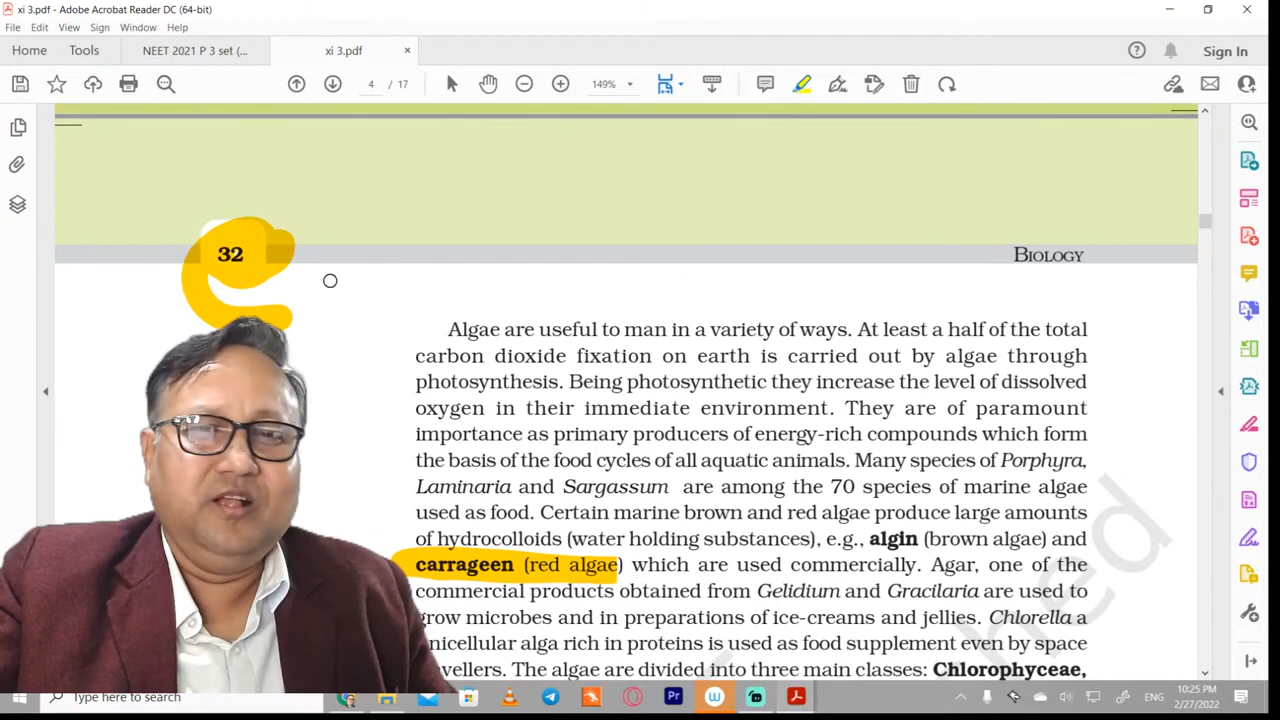 xi 3.pdf - Adobe Acrobat Reader DC (64-bit)
File Edit View Sign Window Help
Home Tools NEET 2021 P 3 set (... xi 3.pdf × Sign In
4 / 17 149%
32 BIOLOGY
Algae are useful to man in a variety of ways. At least a half of the total
carbon dioxide fixation on earth is carried out by algae through
photosynthesis. Being photosynthetic they increase the level of dissolved
oxygen in their immediate environment. They are of paramount
importance as primary producers of energy-rich compounds which form
the basis of the food cycles of all aquatic animals. Many species of Porphyra,
Laminaria and Sargassum are among the 70 species of marine algae
used as food. Certain marine brown and red algae produce large amounts
of hydrocolloids (water holding substances), e.g., algin (brown algae) and
carrageen (red algae) which are used commercially. Agar, one of the
commercial products obtained from Gelidium and Gracilaria are used to
grow microbes and in preparations of ice-creams and jellies. Chlorella a
nicellular alga rich in proteins is used as food supplement even by space
vellers. The algae are divided into three main classes: Chlorophyceae,
hed
Type here to search
ENG
10:25 PM
2/27/2022